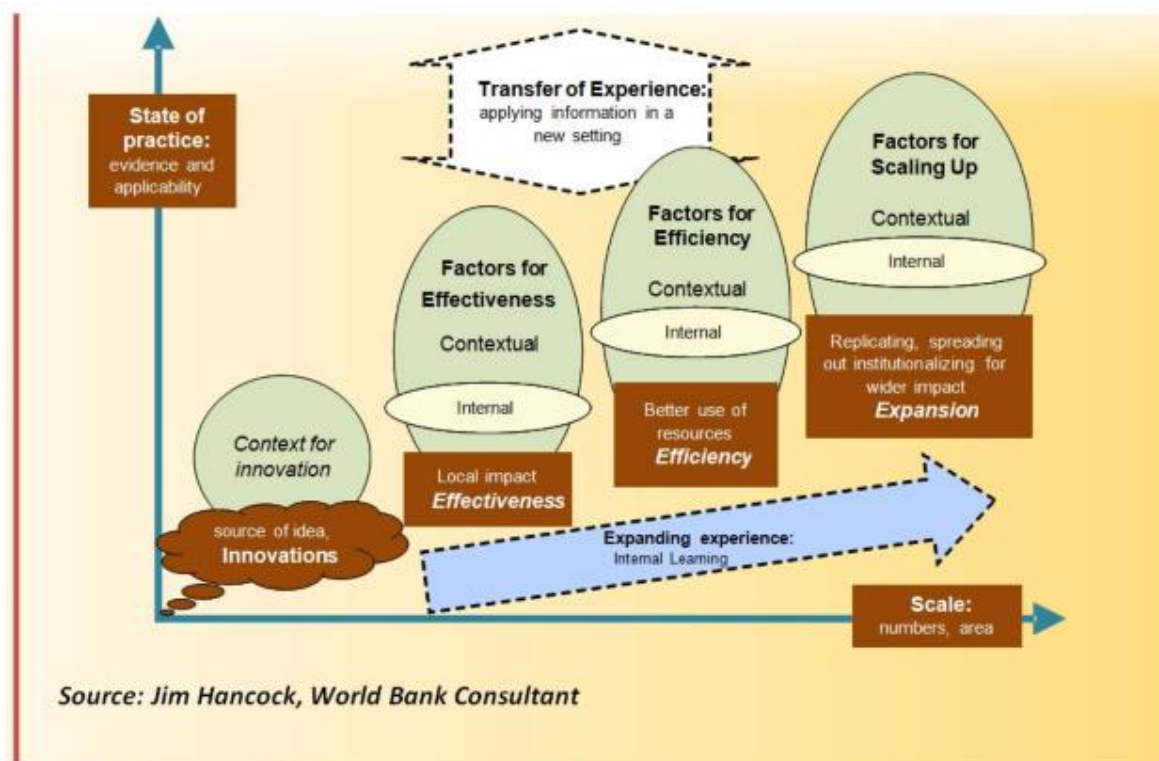 State of
practice:
evidence and
applicability
Transfer of Experience:
applying information in a
new setting
Factors for
Scaling Up
Contextual
Internal
Replicating, spreading
out institutionalizing for
wider impact
Expansion
Factors for
Efficiency
Contextual
Internal
Better use of
resources
Efficiency
Factors for
Effectiveness
Contextual
Internal
Local impact
Effectiveness
Context for
innovation
source of idea,
Innovations
Expanding experience:
Internal Learning
Scale:
numbers, area
Source: Jim Hancock, World Bank Consultant